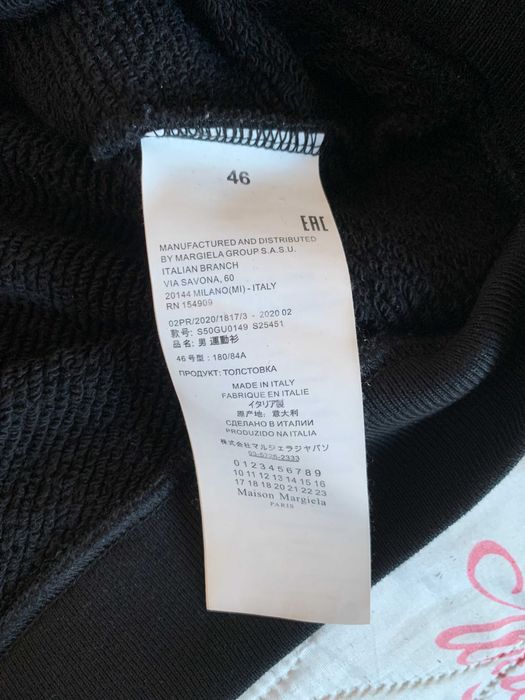 46
EAC
MANUFACTURED AND DISTRIBUTED
BY MARGIELA GROUP S.A.S.U.
ITALIAN BRANCH
VIA SAVONA, 60
20144 MILANO(MI) - ITALY
RN 154909
02PR/2020/1817/3 - 2020 02
款号: S50GU0149 S25451
品名: 男 運動衫
46 号型 : 180/84A
ПРОДУКТ: ТОЛСТОВКА
MADE IN ITALY
FABRIQUE EN ITALIE
イタリア製
原产地: 意大利
СДЕЛАНО В ИТАЛИИ
PRODUZIDO NA ITALIA
株式会社マルジェラジャパン
03-5725-2333
0 1 2 3 4 5 6 7 8 9
10 11 12 13 14 15 16
17 18 18 20 21 22 23
Maison Margiela
PARIS